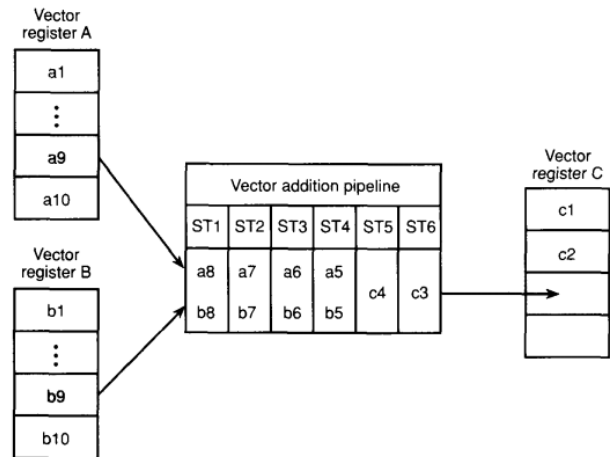 Vector
register A
a1
⋮
a9
a10
Vector
register B
b1
⋮
b9
b10
Vector addition pipeline
ST1 ST2 ST3 ST4 ST5 ST6
a8 a7 a6 a5
c4 c3
b8 b7 b6 b5
Vector
register C
c1
c2